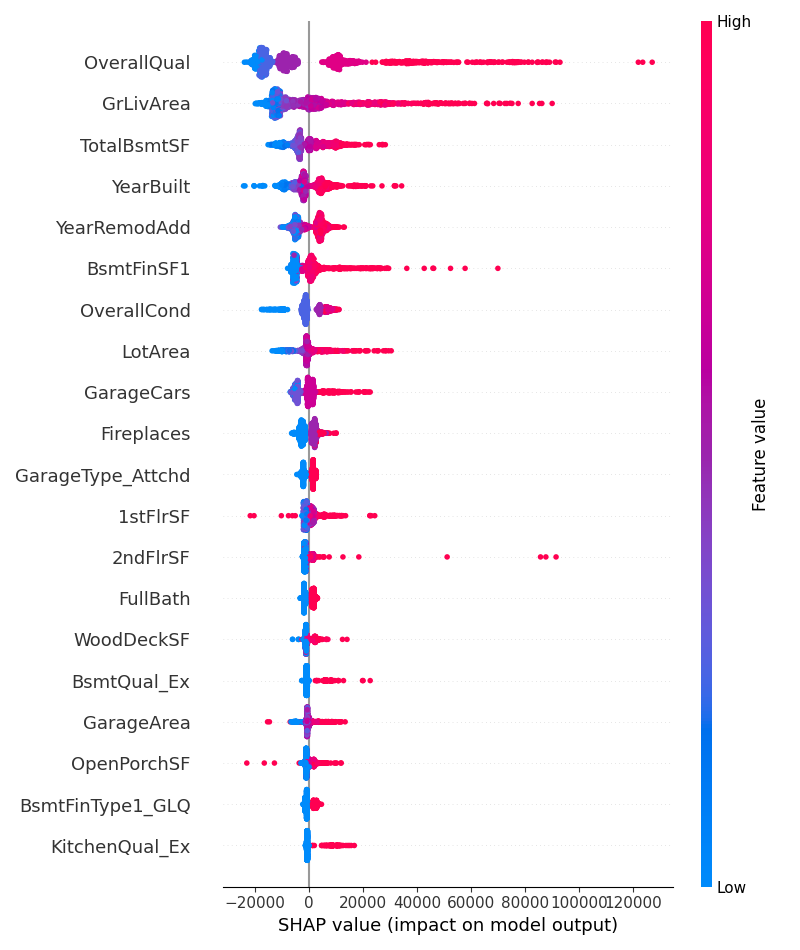 High
OverallQual
GrLivArea
TotalBsmtSF
YearBuilt
YearRemodAdd
BsmtFinSF1
OverallCond
LotArea
GarageCars
Fireplaces
GarageType_Attchd
1stFlrSF
2ndFlrSF
FullBath
WoodDeckSF
BsmtQual_Ex
GarageArea
OpenPorchSF
BsmtFinType1_GLQ
KitchenQual_Ex
Feature value
Low
−20000 0 20000 40000 60000 80000 100000 120000
SHAP value (impact on model output)